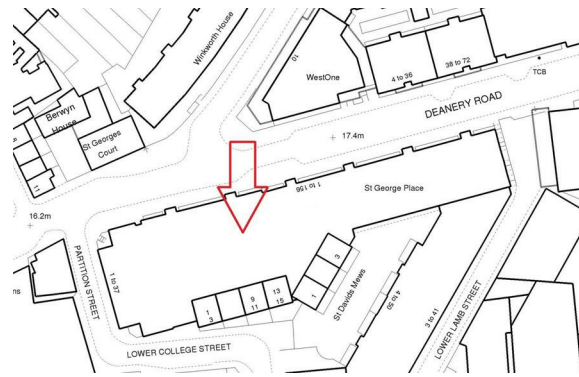 Winkworth House
10
WestOne
4 to 36
38 to 72
TCB
DEANERY ROAD
17.4m
Berwyn
House
St Georges
Court
11
16.2m
1 to 156
St George Place
PARTITION STREET
1 to 37
1
3
9
11
13
15
1
3
St Davids Mews
4 to 50
3 to 41
LOWER LAMB STREET
LOWER COLLEGE STREET